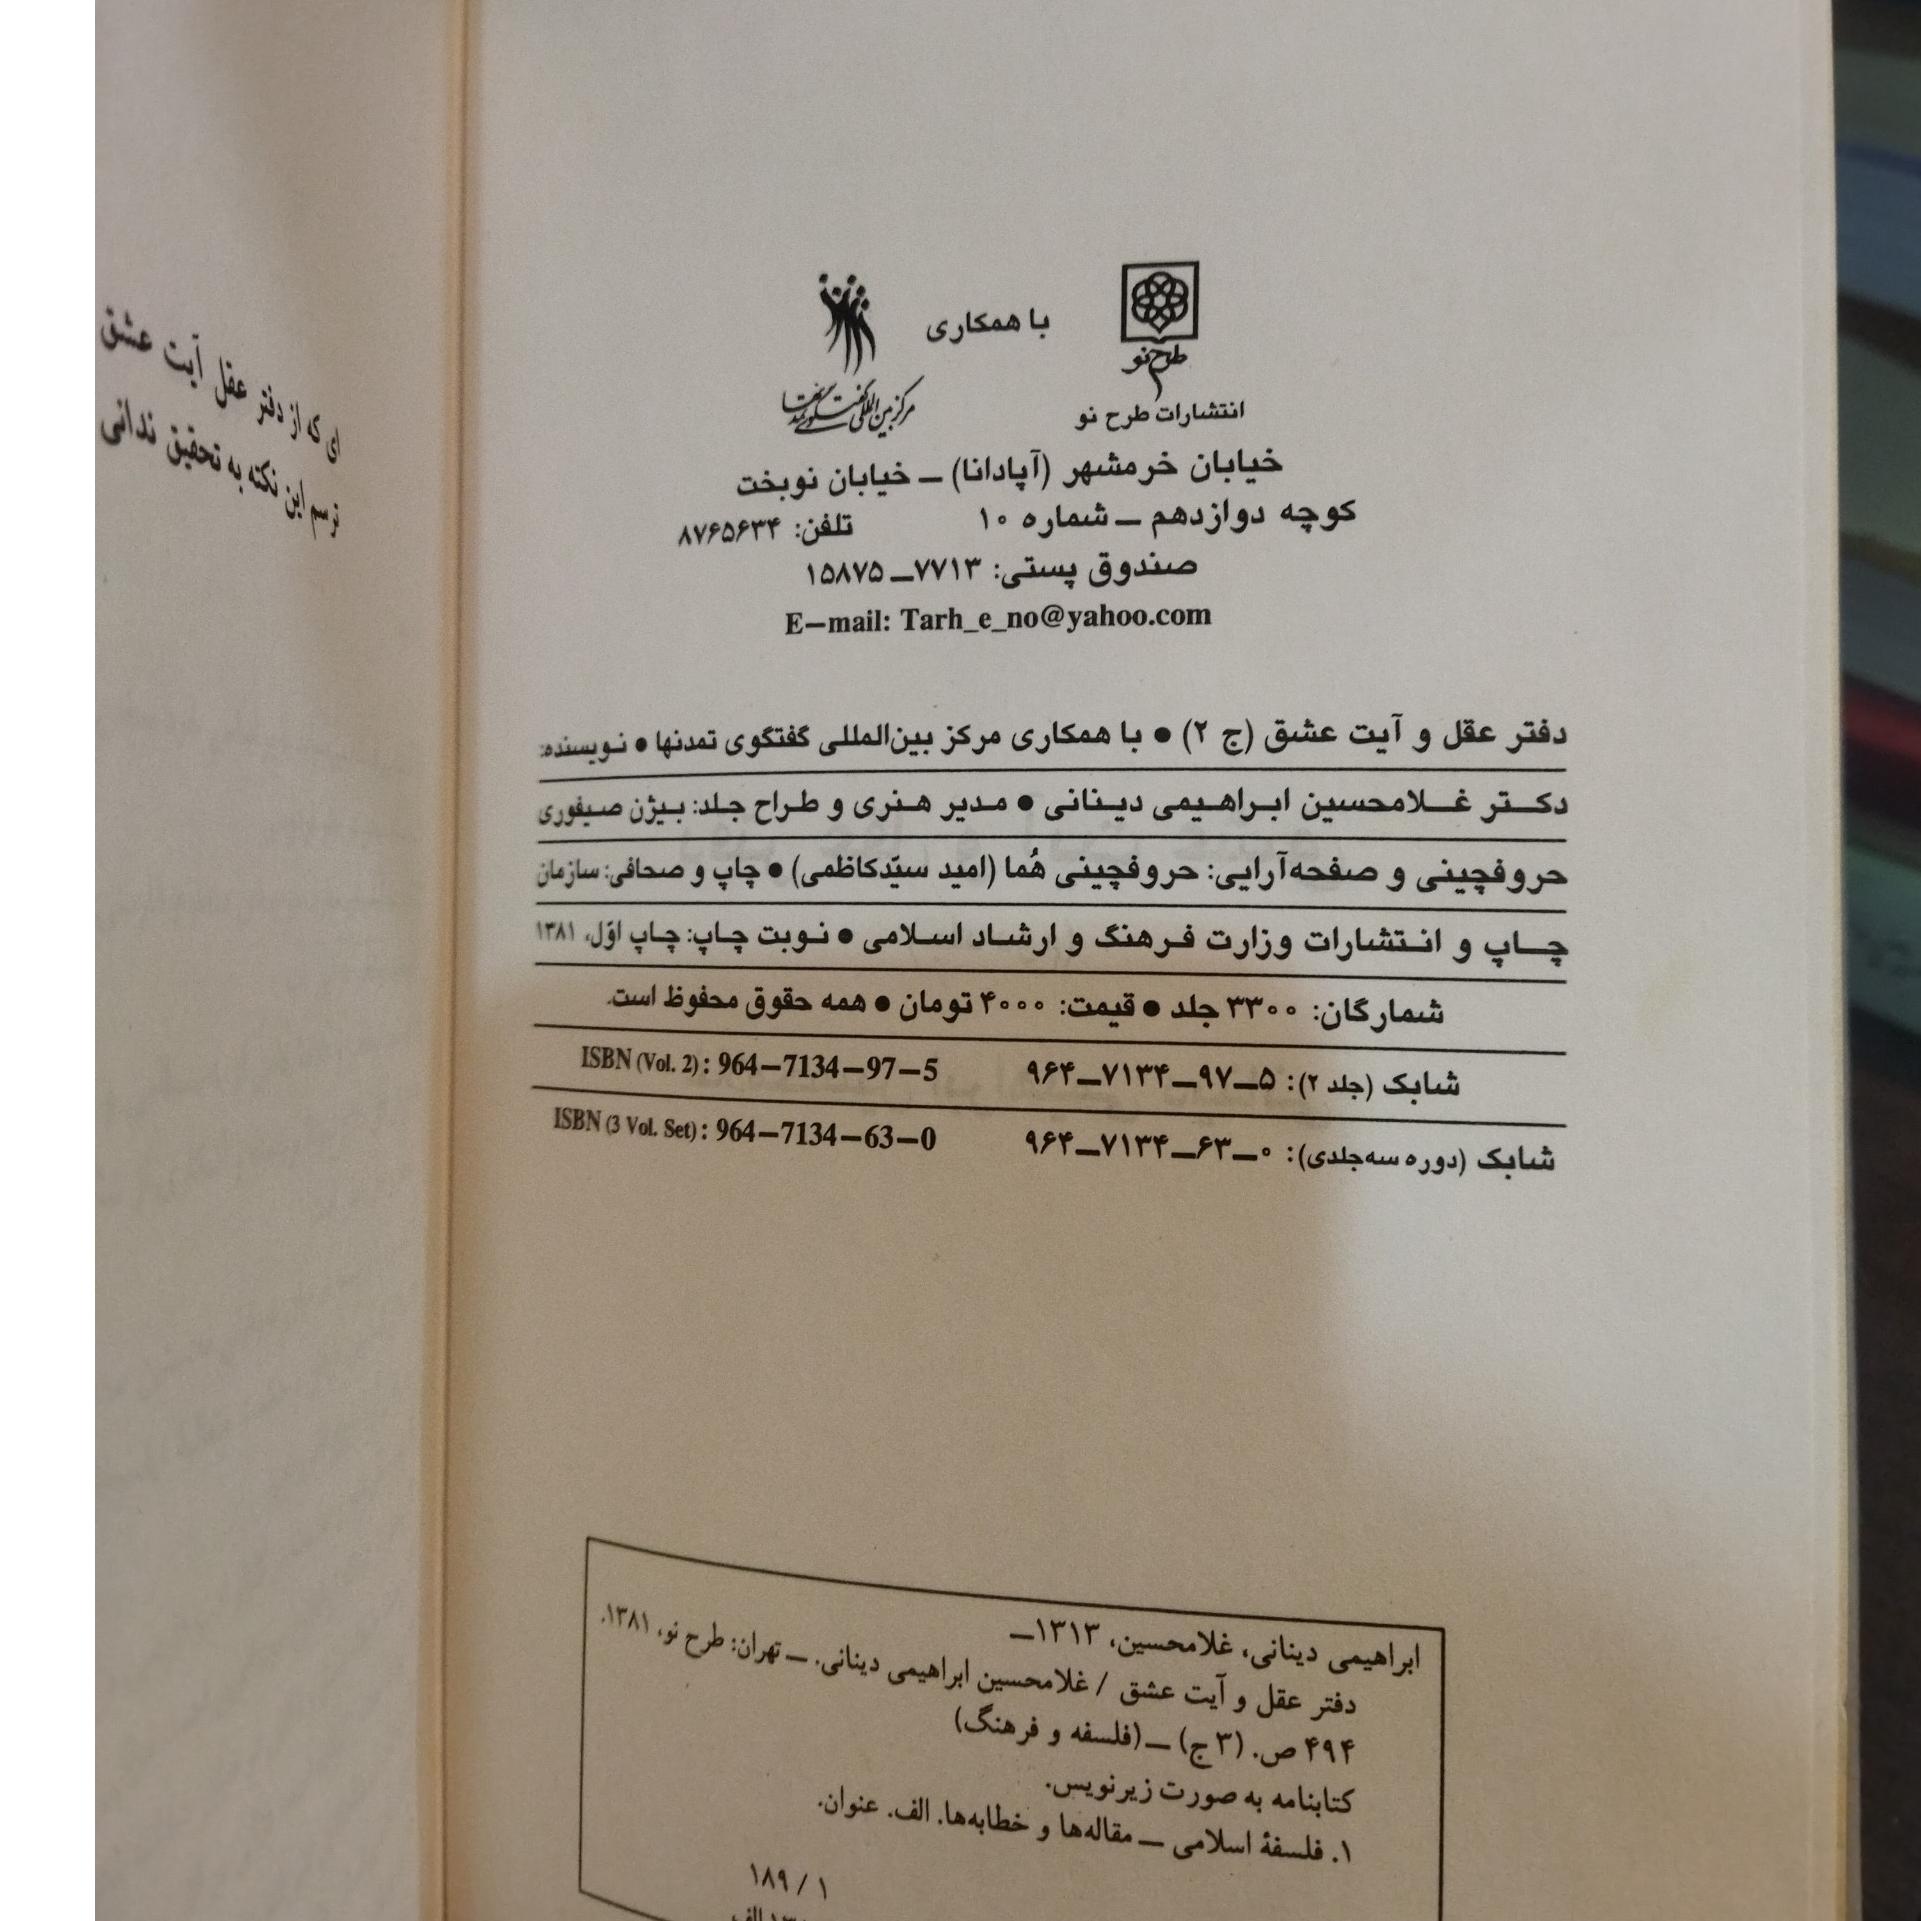 طرح نو
با همکاری
مرکز بین‌المللی گفتگوی تمدنها
انتشارات طرح نو
خیابان خرمشهر (آپادانا) ـ خیابان نوبخت
کوچه دوازدهم ـ شماره ۱۰ تلفن: ۸۷۶۵۶۳۴
صندوق پستی: ۷۷۱۳ـ ۱۵۸۷۵
E–mail: Tarh_e_no@yahoo.com
دفتر عقل و آیت عشق (ج ۲) ● با همکاری مرکز بین‌المللی گفتگوی تمدنها ● نویسنده:
دکتر غلامحسین ابراهیمی دینانی ● مدیر هنری و طراح جلد: بیژن صیفوری
حروفچینی و صفحه‌آرایی: حروفچینی هُما (امید سیّدکاظمی) ● چاپ و صحافی: سازمان
چاپ و انتشارات وزارت فرهنگ و ارشاد اسلامی ● نوبت چاپ: چاپ اوّل، ۱۳۸۱
شمارگان: ۳۳۰۰ جلد ● قیمت: ۴۰۰۰ تومان ● همه حقوق محفوظ است.
شابک (جلد ۲): ۵ـ۹۷ـ۷۱۳۴ـ۹۶۴ ISBN (Vol. 2) : 964–7134–97–5
شابک (دوره سه‌جلدی): ۰ـ۶۳ـ۷۱۳۴ـ۹۶۴ ISBN (3 Vol. Set) : 964–7134–63–0
ابراهیمی دینانی، غلامحسین، ۱۳۱۳ـ
دفتر عقل و آیت عشق / غلامحسین ابراهیمی دینانی. ـ تهران: طرح نو، ۱۳۸۱.
۴۹۴ ص. (۳ ج) ـ (فلسفه و فرهنگ)
کتابنامه به صورت زیرنویس.
۱. فلسفهٔ اسلامی ـ مقاله‌ها و خطابه‌ها. الف. عنوان.
۱ / ۱۸۹
ای که از دفتر عقل آیت عشق
ترسم این نکته به تحقیق ندانی